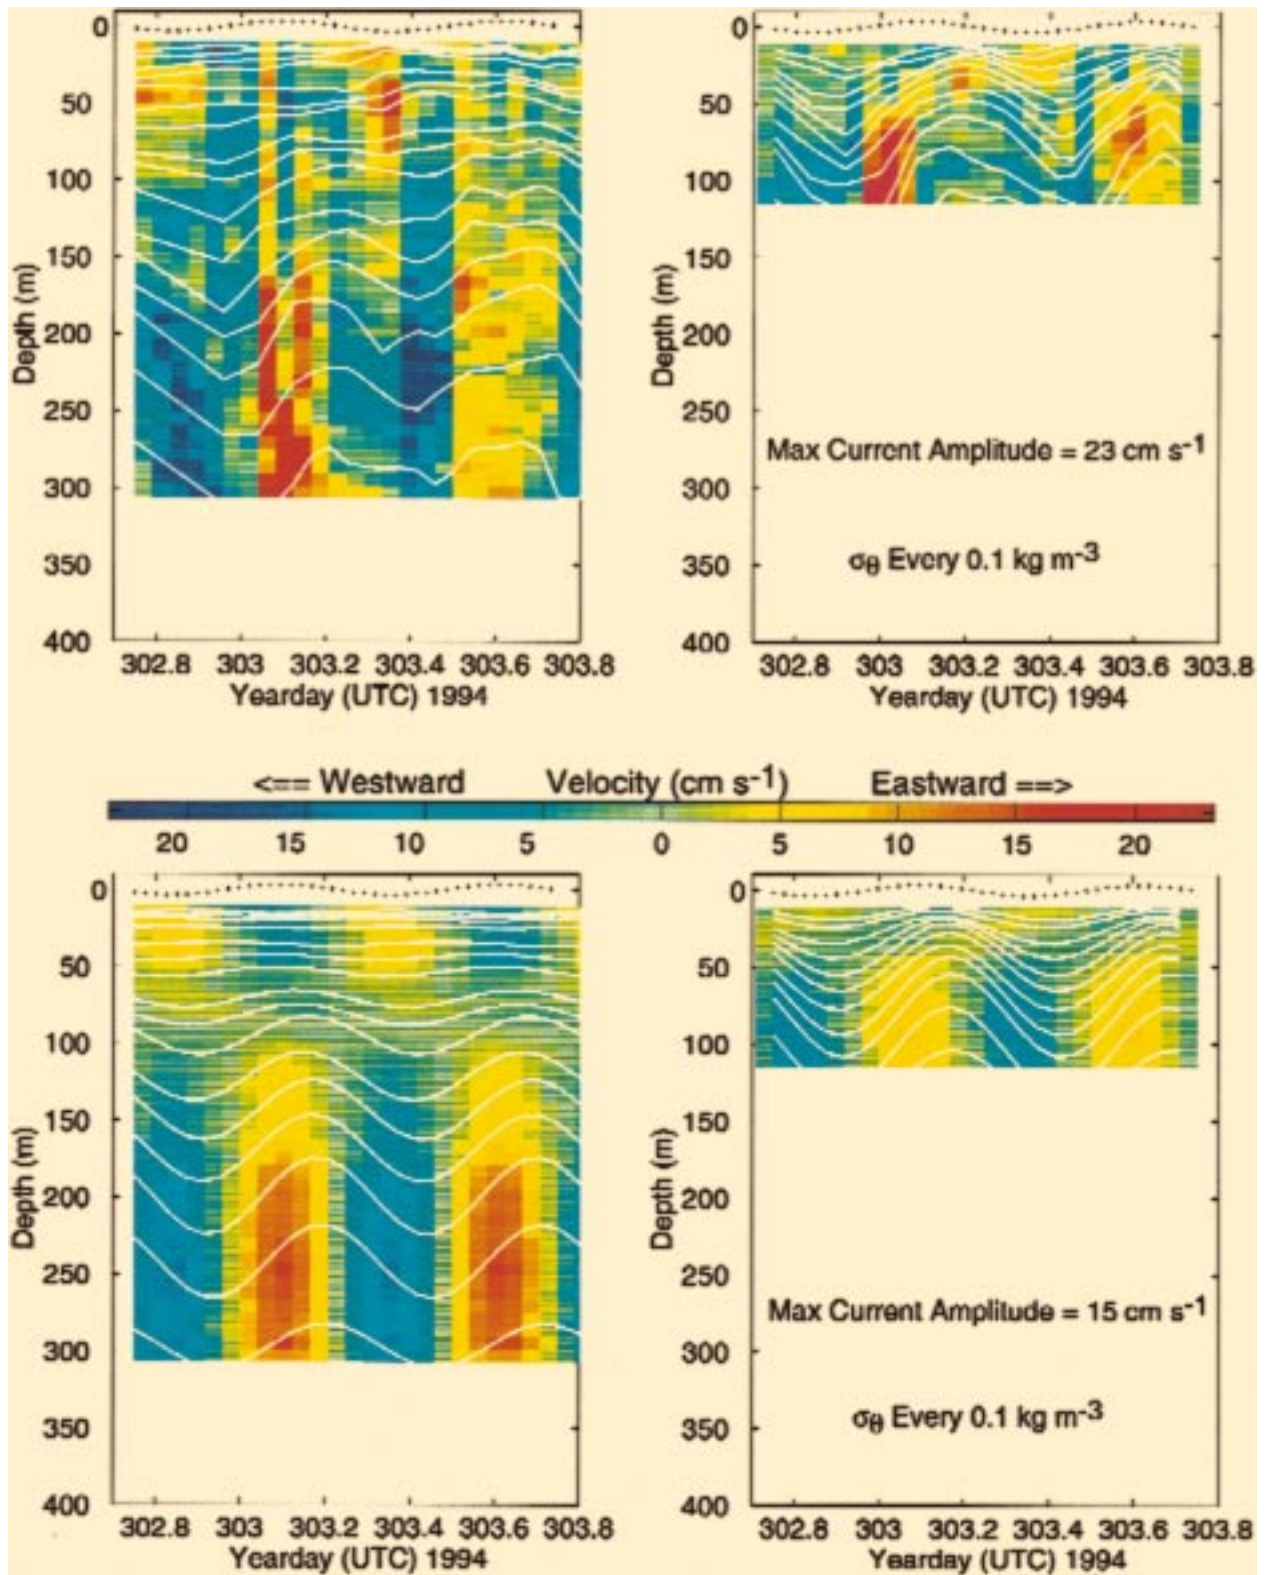 0
50
100
150
200
250
300
350
400
Depth (m)
302.8 303 303.2 303.4 303.6 303.8
Yearday (UTC) 1994
0
50
100
150
200
250
300
350
400
Depth (m)
Max Current Amplitude = 23 cm s-1
σθ Every 0.1 kg m-3
302.8 303 303.2 303.4 303.6 303.8
Yearday (UTC) 1994
<== Westward Velocity (cm s-1) Eastward ==>
20 15 10 5 0 5 10 15 20
0
50
100
150
200
250
300
350
400
Depth (m)
302.8 303 303.2 303.4 303.6 303.8
Yearday (UTC) 1994
0
50
100
150
200
250
300
350
400
Depth (m)
Max Current Amplitude = 15 cm s-1
σθ Every 0.1 kg m-3
302.8 303 303.2 303.4 303.6 303.8
Yearday (UTC) 1994